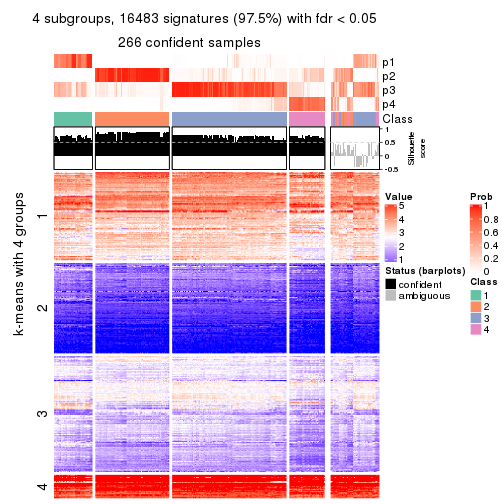 4 subgroups, 16483 signatures (97.5%) with fdr < 0.05
266 confident samples
p1
p2
p3
p4
Class
1
0.5
0
-0.5
Silhouette
score
k-means with 4 groups
1
2
3
4
Value
5
4
3
2
1
Status (barplots)
confident
ambiguous
Prob
1
0.8
0.6
0.4
0.2
0
Class
1
2
3
4